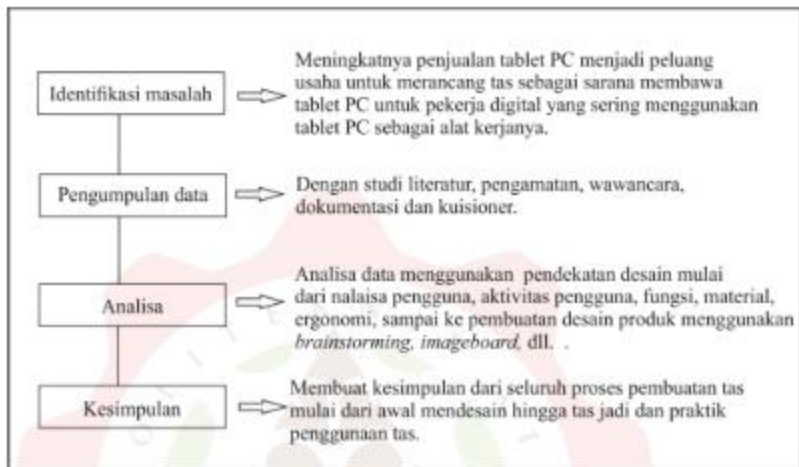 Identifikasi masalah
Meningkatnya penjualan tablet PC menjadi peluang
usaha untuk merancang tas sebagai sarana membawa
tablet PC untuk pekerja digital yang sering menggunakan
tablet PC sebagai alat kerjanya.
Pengumpulan data
Dengan studi literatur, pengamatan, wawancara,
dokumentasi dan kuisioner.
Analisa
Analisa data menggunakan pendekatan desain mulai
dari nalaisa pengguna, aktivitas pengguna, fungsi, material,
ergonomi, sampai ke pembuatan desain produk menggunakan
brainstorming, imageboard, dll. .
Kesimpulan
Membuat kesimpulan dari seluruh proses pembuatan tas
mulai dari awal mendesain hingga tas jadi dan praktik
penggunaan tas.